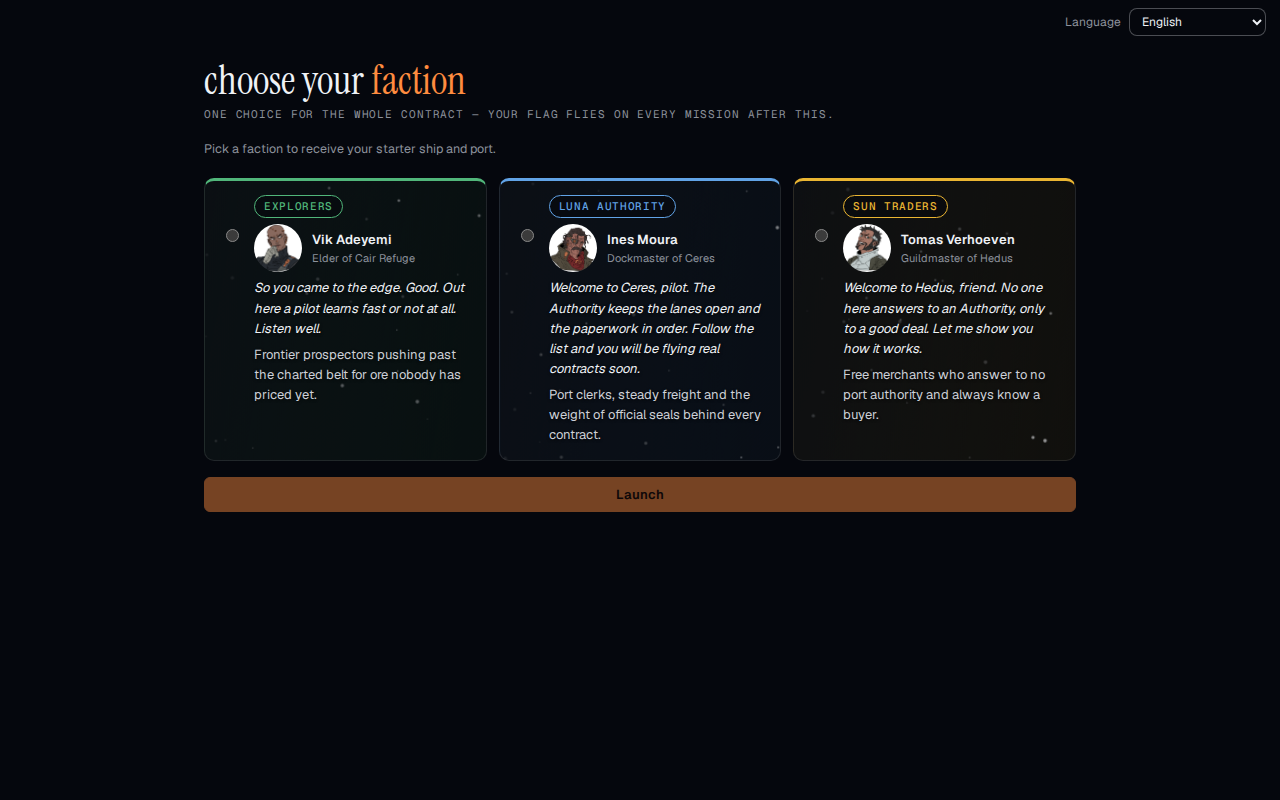 Language English
choose your faction
ONE CHOICE FOR THE WHOLE CONTRACT — YOUR FLAG FLIES ON EVERY MISSION AFTER THIS.
Pick a faction to receive your starter ship and port.
EXPLORERS
Vik Adeyemi
Elder of Cair Refuge
So you came to the edge. Good. Out
here a pilot learns fast or not at all.
Listen well.
Frontier prospectors pushing past
the charted belt for ore nobody has
priced yet.
LUNA AUTHORITY
Ines Moura
Dockmaster of Ceres
Welcome to Ceres, pilot. The
Authority keeps the lanes open and
the paperwork in order. Follow the
list and you will be flying real
contracts soon.
Port clerks, steady freight and the
weight of official seals behind every
contract.
SUN TRADERS
Tomas Verhoeven
Guildmaster of Hedus
Welcome to Hedus, friend. No one
here answers to an Authority, only
to a good deal. Let me show you
how it works.
Free merchants who answer to no
port authority and always know a
buyer.
Launch